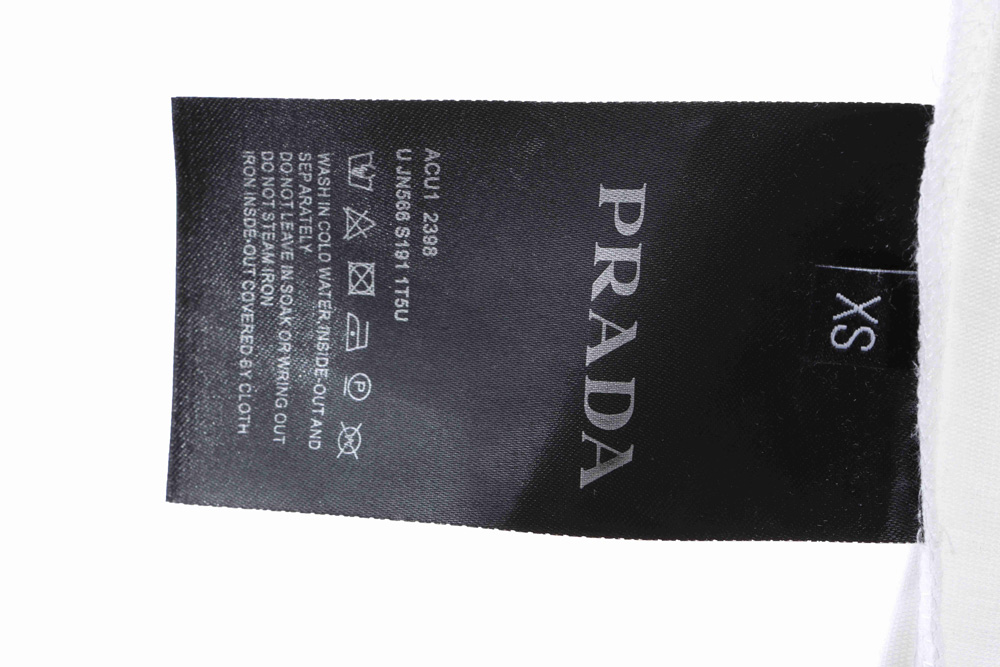 XS
PRADA
ACU1 2398
U JN566 S191 1T5U
P
W
WASH IN COLD WATER, INSIDE-OUT AND
SEPARATELY
DO NOT LEAVE IN SOAK OR WRING OUT
DO NOT STEAM IRON
IRON INSDE-OUT COVERED BY CLOTH